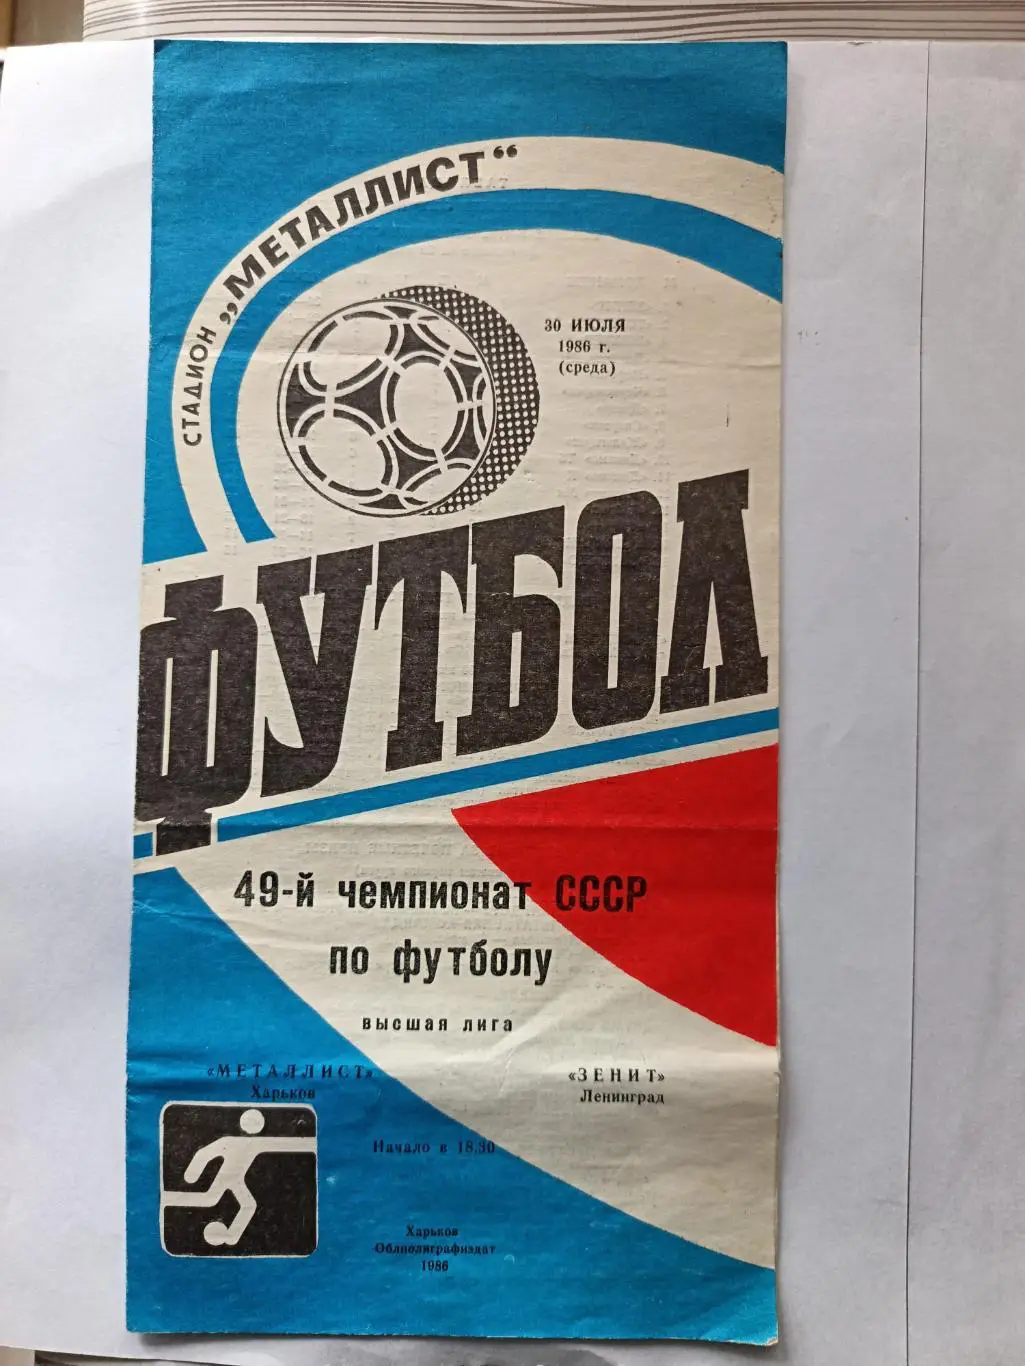 СТАДИОН „МЕТАЛЛИСТ“
30 ИЮЛЯ
1986 г.
(среда)
ФУТБОЛ
49-й чемпионат СССР
по футболу
высшая лига
«МЕТАЛЛИСТ»
Харьков
«ЗЕНИТ»
Ленинград
Начало в 18.30
Харьков
Облполиграфиздат
1986